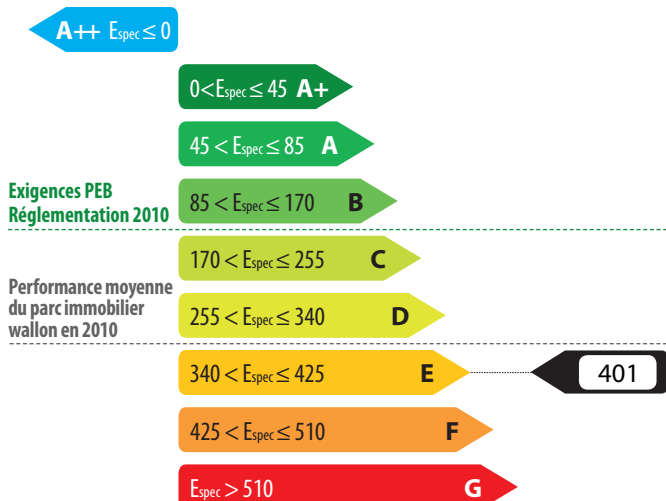 A++ Espec ≤ 0
0<Espec ≤ 45 A+
45 < Espec ≤ 85 A
Exigences PEB
Réglementation 2010
85 < Espec ≤ 170 B
170 < Espec ≤ 255 C
Performance moyenne
du parc immobilier
wallon en 2010
255 < Espec ≤ 340 D
340 < Espec ≤ 425 E
401
425 < Espec ≤ 510 F
Espec > 510 G